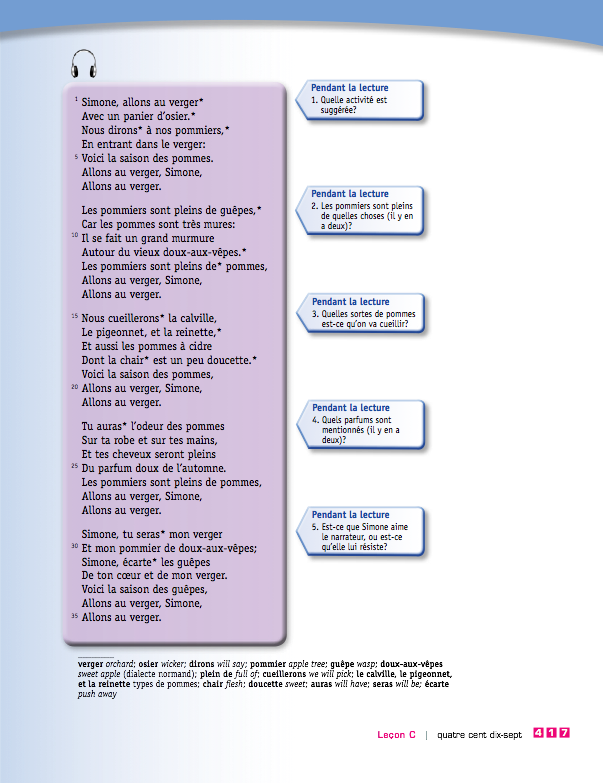 1 Simone, allons au verger*
Avec un panier d'osier.*
Nous dirons* à nos pommiers,*
En entrant dans le verger:
5 Voici la saison des pommes.
Allons au verger, Simone,
Allons au verger.
Les pommiers sont pleins de guêpes,*
Car les pommes sont très mures:
10 Il se fait un grand murmure
Autour du vieux doux-aux-vêpes.*
Les pommiers sont pleins de* pommes,
Allons au verger, Simone,
Allons au verger.
15 Nous cueillerons* la calville,
Le pigeonnet, et la reinette,*
Et aussi les pommes à cidre
Dont la chair* est un peu doucette.*
Voici la saison des pommes,
20 Allons au verger, Simone,
Allons au verger.
Tu auras* l'odeur des pommes
Sur ta robe et sur tes mains,
Et tes cheveux seront pleins
25 Du parfum doux de l'automne.
Les pommiers sont pleins de pommes,
Allons au verger, Simone,
Allons au verger.
Simone, tu seras* mon verger
30 Et mon pommier de doux-aux-vêpes;
Simone, écarte* les guêpes
De ton cœur et de mon verger.
Voici la saison des guêpes,
Allons au verger, Simone,
35 Allons au verger.
Pendant la lecture
1. Quelle activité est
suggérée?
Pendant la lecture
2. Les pommiers sont pleins
de quelles choses (il y en
a deux)?
Pendant la lecture
3. Quelles sortes de pommes
est-ce qu'on va cueillir?
Pendant la lecture
4. Quels parfums sont
mentionnés (il y en a
deux)?
Pendant la lecture
5. Est-ce que Simone aime
le narrateur, ou est-ce
qu'elle lui résiste?
verger orchard; osier wicker; dirons will say; pommier apple tree; guêpe wasp; doux-aux-vêpes
sweet apple (dialecte normand); plein de full of; cueillerons we will pick; le calville, le pigeonnet,
et la reinette types de pommes; chair flesh; doucette sweet; auras will have; seras will be; écarte
push away
Leçon C | quatre cent dix-sept 417